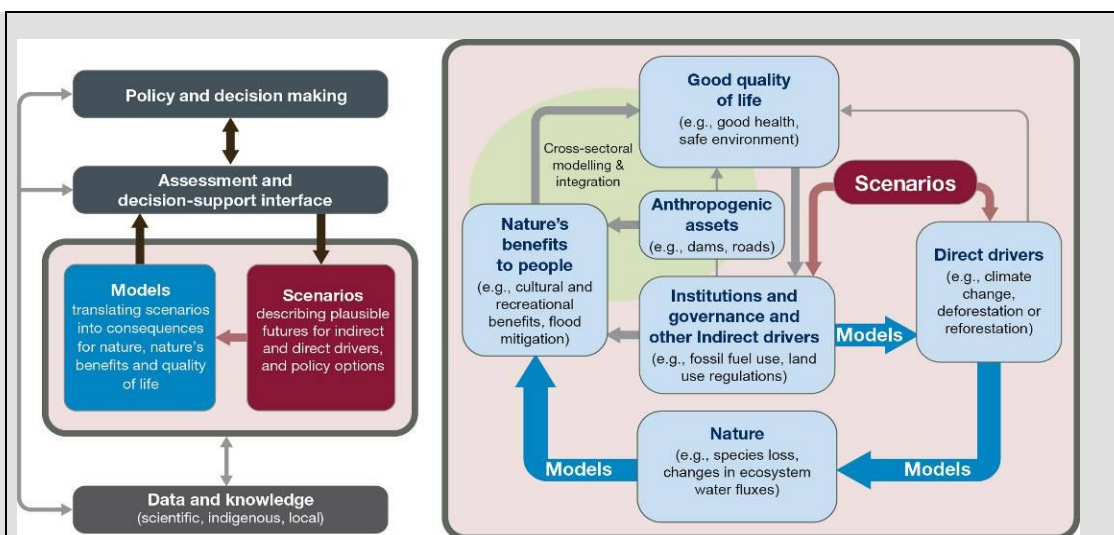 Policy and decision making
Assessment and
decision-support interface
Models
translating scenarios
into consequences
for nature, nature's
benefits and quality
of life
Scenarios
describing plausible
futures for indirect
and direct drivers,
and policy options
Data and knowledge
(scientific, indigenous, local)
Good quality
of life
(e.g., good health,
safe environment)
Cross-sectoral
modelling &
integration
Scenarios
Anthropogenic
assets
(e.g., dams, roads)
Nature's
benefits
to people
(e.g., cultural and
recreational
benefits, flood
mitigation)
Direct drivers
(e.g., climate
change,
deforestation or
reforestation)
Institutions and
governance and
other Indirect drivers
(e.g., fossil fuel use, land
use regulations)
Models
Nature
(e.g., species loss,
changes in ecosystem
water fluxes)
Models
Models